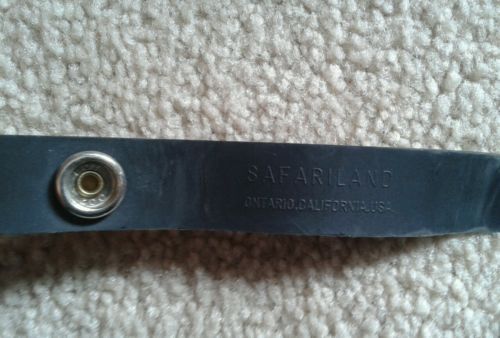 SAFARILAND
ONTARIO, CALIFORNIA, USA